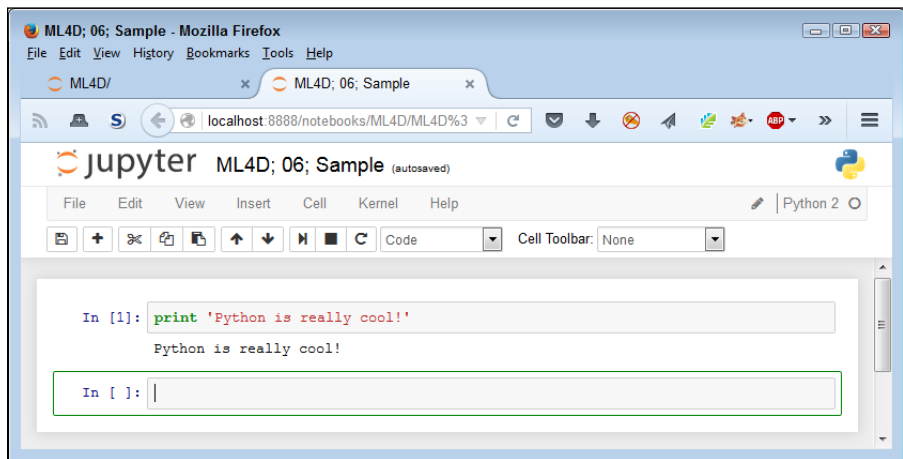 ML4D; 06; Sample - Mozilla Firefox
File Edit View History Bookmarks Tools Help
ML4D/ × ML4D; 06; Sample ×
S) localhost:8888/notebooks/ML4D/ML4D%3 ABP »
jupyter ML4D; 06; Sample (autosaved)
File Edit View Insert Cell Kernel Help Python 2
Code Cell Toolbar: None
In [1]: print 'Python is really cool!'
Python is really cool!
In [ ]: